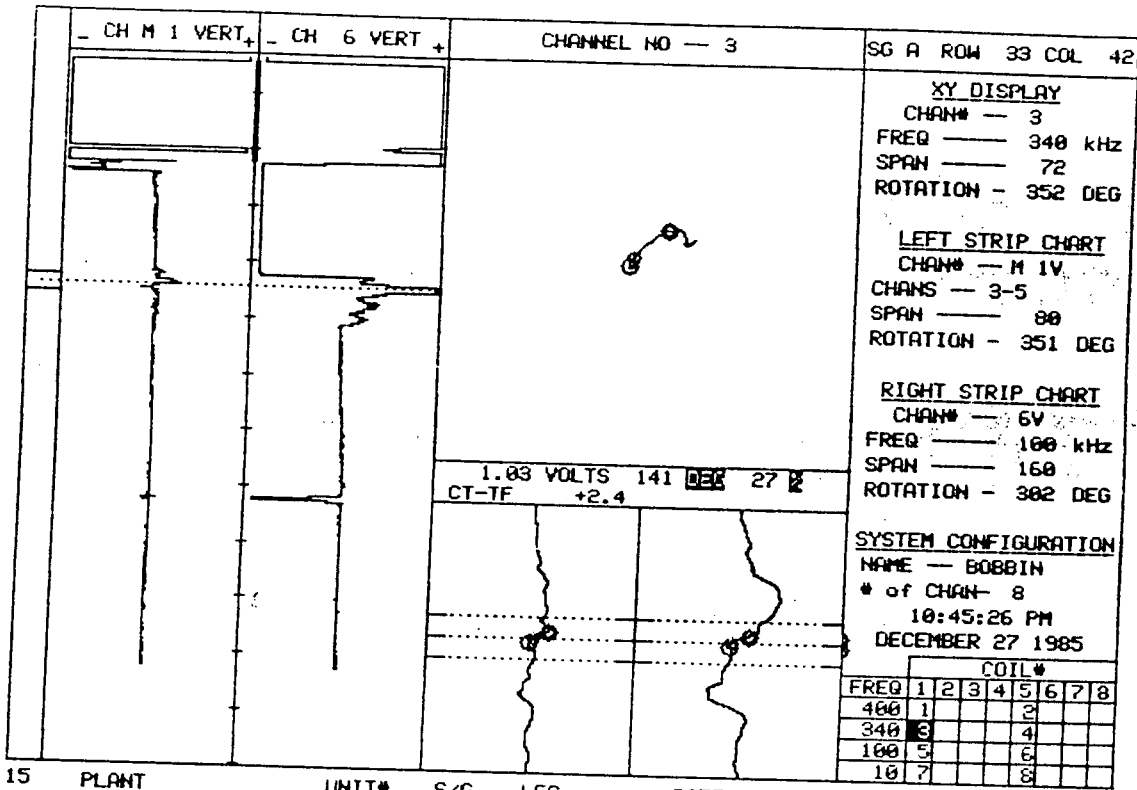 _ CH M 1 VERT + _ CH 6 VERT +
CHANNEL NO — 3
SG A ROW 33 COL 42
XY DISPLAY
CHAN# — 3
FREQ — 340 kHz
SPAN — 72
ROTATION - 352 DEG
LEFT STRIP CHART
CHAN# — M 1V
CHANS — 3-5
SPAN — 80
ROTATION - 351 DEG
RIGHT STRIP CHART
CHAN# — 6V
FREQ — 100 kHz
SPAN — 160
ROTATION - 302 DEG
1.03 VOLTS 141 DEG 27 %
CT-TF +2.4
SYSTEM CONFIGURATION
NAME — BOBBIN
# of CHAN- 8
10:45:26 PM
DECEMBER 27 1985
COIL#
FREQ 1 2 3 4 5 6 7 8
400 1 2
340 3 4
100 5 6
10 7 8
15 PLANT UNIT#